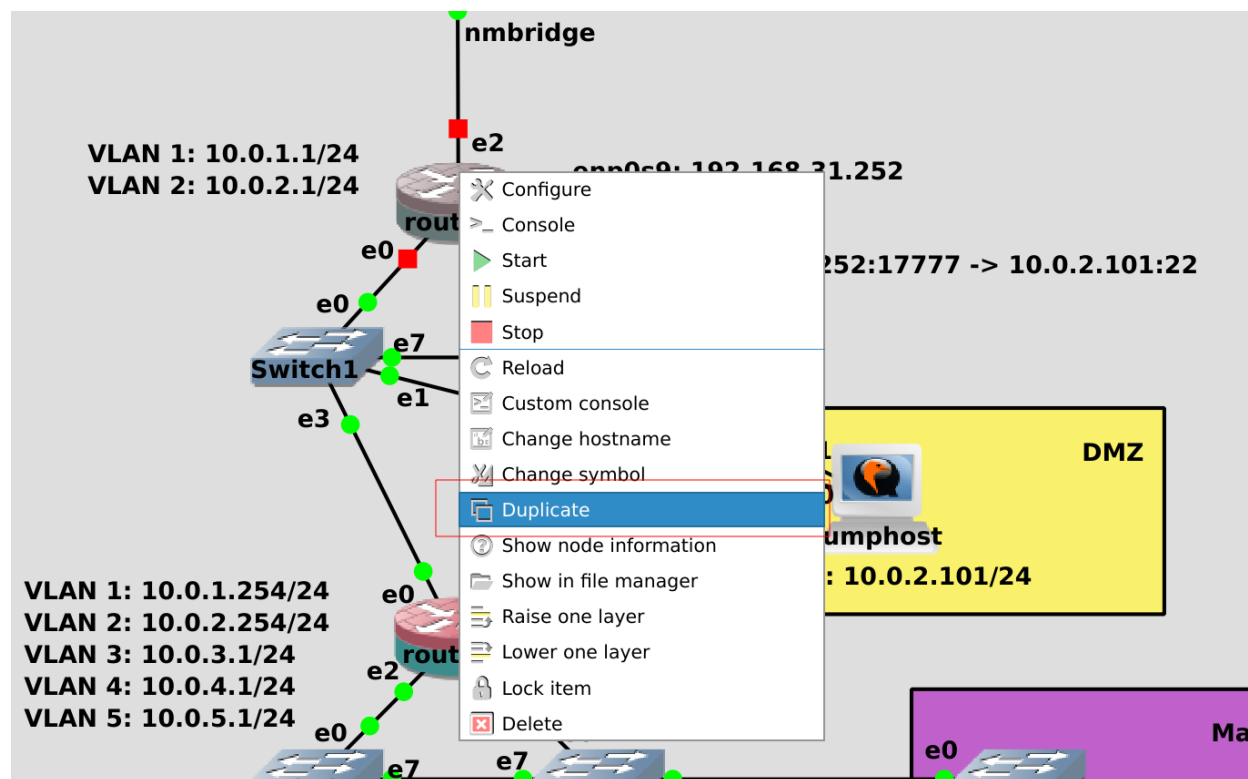 nmbridge
e2
VLAN 1: 10.0.1.1/24
VLAN 2: 10.0.2.1/24
enp0s9: 192.168.31.252
rout
e0
252:17777 -> 10.0.2.101:22
e0
Switch1
e7
e1
e3
Configure
Console
Start
Suspend
Stop
Reload
Custom console
Change hostname
Change symbol
Duplicate
Show node information
Show in file manager
Raise one layer
Lower one layer
Lock item
Delete
DMZ
umphost
: 10.0.2.101/24
VLAN 1: 10.0.1.254/24
VLAN 2: 10.0.2.254/24
VLAN 3: 10.0.3.1/24
VLAN 4: 10.0.4.1/24
VLAN 5: 10.0.5.1/24
e0
rout
e2
e0
e7
e7
e0
Ma